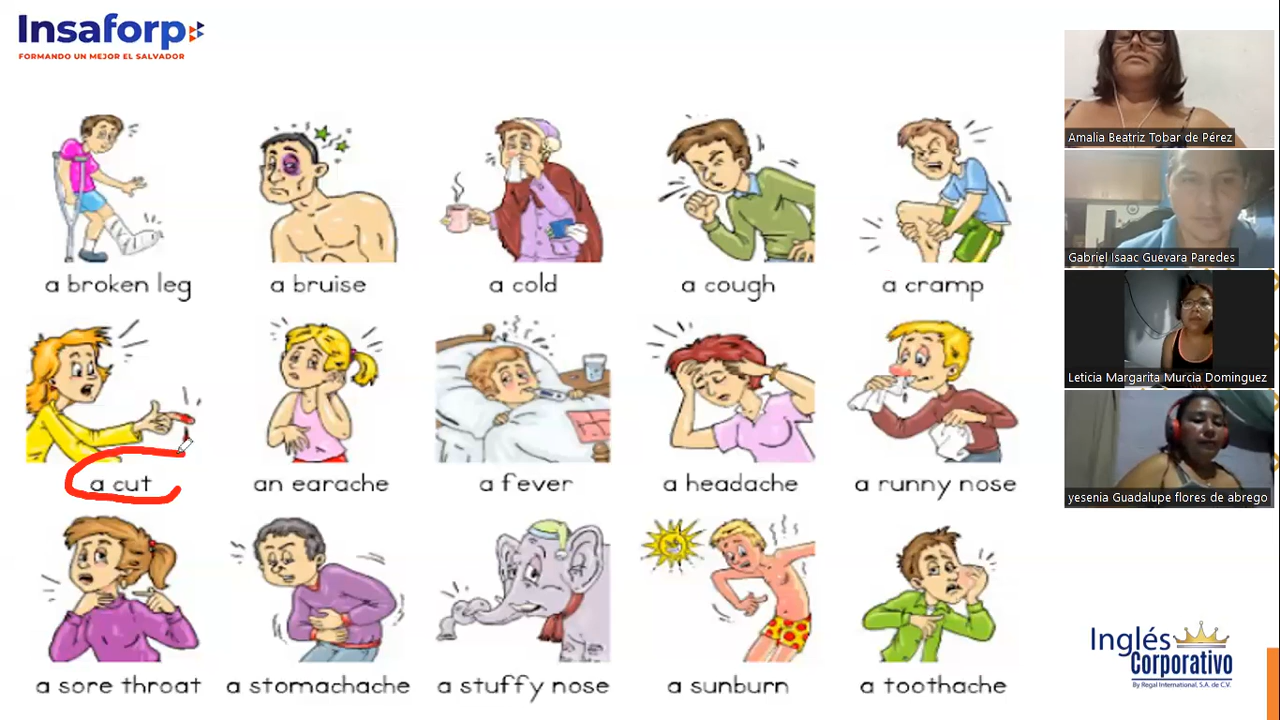 Insaforp
FORMANDO UN MEJOR EL SALVADOR
a broken leg
a bruise
a cold
a cough
a cramp
a cut
an earache
a fever
a headache
a runny nose
a sore throat
a stomachache
a stuffy nose
a sunburn
a toothache
Amalia Beatriz Tobar de Pérez
Gabriel Isaac Guevara Paredes
Leticia Margarita Murcia Dominguez
yesenia Guadalupe flores de abrego
Inglés
Corporativo
By Regal International, S.A. de C.V.